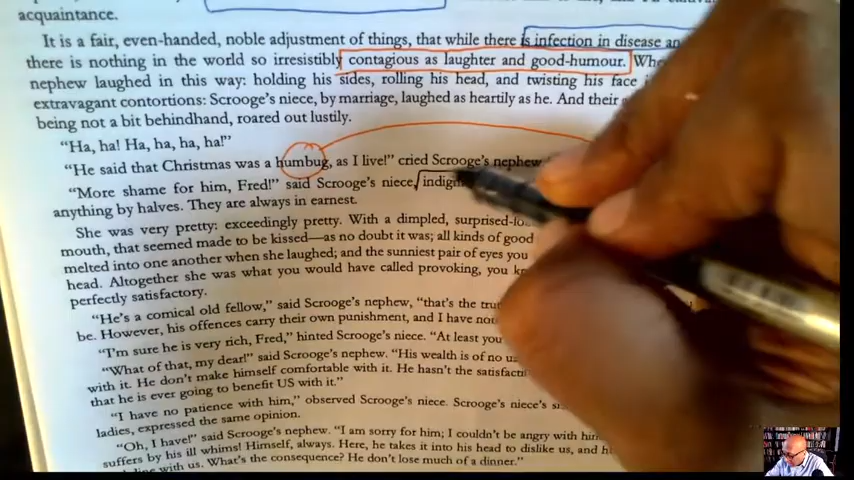 acquaintance.
It is a fair, even-handed, noble adjustment of things, that while there is infection in disease an
there is nothing in the world so irresistibly contagious as laughter and good-humour. Whe
nephew laughed in this way: holding his sides, rolling his head, and twisting his face i
extravagant contortions: Scrooge's niece, by marriage, laughed as heartily as he. And their
being not a bit behindhand, roared out lustily.
"Ha, ha! Ha, ha, ha, ha!"
"He said that Christmas was a humbug, as I live!" cried Scrooge's nephew
"More shame for him, Fred!" said Scrooge's niece, indign
anything by halves. They are always in earnest.
She was very pretty: exceedingly pretty. With a dimpled, surprised-lo
mouth, that seemed made to be kissed—as no doubt it was; all kinds of good
melted into one another when she laughed; and the sunniest pair of eyes you
head. Altogether she was what you would have called provoking, you kn
perfectly satisfactory.
"He's a comical old fellow," said Scrooge's nephew, "that's the tru
be. However, his offences carry their own punishment, and I have no
"I'm sure he is very rich, Fred," hinted Scrooge's niece. "At least you
"What of that, my dear!" said Scrooge's nephew. "His wealth is of no us
with it. He don't make himself comfortable with it. He hasn't the satisfact
that he is ever going to benefit US with it."
"I have no patience with him," observed Scrooge's niece. Scrooge's sis
ladies, expressed the same opinion.
"Oh, I have!" said Scrooge's nephew. "I am sorry for him; I couldn't be angry with him
suffers by his ill whims! Himself, always. Here, he takes it into his head to dislike us, and h
with us. What's the consequence? He don't lose much of a dinner."